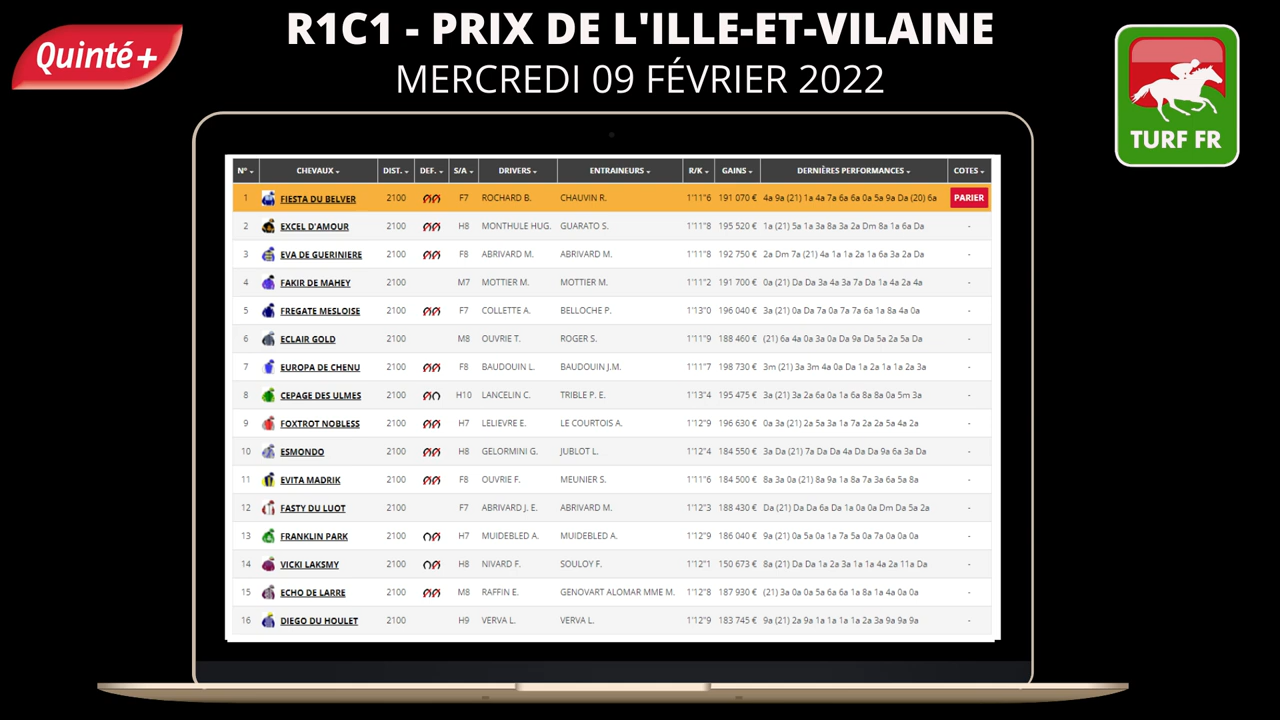 R1C1 - PRIX DE L'ILLE-ET-VILAINE
Quinté+
MERCREDI 09 FÉVRIER 2022
TURF FR
N° CHEVAUX DIST. DEF. S/A DRIVERS ENTRAINEURS R/K GAINS DERNIÈRES PERFORMANCES COTES
1 FIESTA DU BELVER 2100 F7 ROCHARD B. CHAUVIN R. 1'11"6 191 070 € 4a 9a (21) 1a 4a 7a 6a 6a 0a 5a 9a Da (20) 6a PARIER
2 EXCEL D'AMOUR 2100 H8 MONTHULE HUG. GUARATO S. 1'11"8 195 520 € 1a (21) 5a 1a 3a 8a 3a 2a Dm 8a 1a 6a Da -
3 EVA DE GUERINIERE 2100 F8 ABRIVARD M. ABRIVARD M. 1'11"8 192 750 € 2a Dm 7a (21) 4a 1a 1a 2a 1a 6a 3a 2a Da -
4 FAKIR DE MAHEY 2100 M7 MOTTIER M. MOTTIER M. 1'11"2 191 700 € 0a (21) Da Da 3a 4a 3a 7a Da 1a 4a 2a 4a -
5 FREGATE MESLOISE 2100 F7 COLLETTE A. BELLOCHE P. 1'13"0 196 040 € 3a (21) 0a Da 7a 0a 7a 7a 6a 1a 8a 4a 0a -
6 ECLAIR GOLD 2100 M8 OUVRIE T. ROGER S. 1'11"9 188 460 € (21) 6a 4a 0a 3a 0a Da 9a Da 5a 2a 5a Da -
7 EUROPA DE CHENU 2100 F8 BAUDOUIN L. BAUDOUIN J.M. 1'11"7 198 730 € 3m (21) 3a 3m 4a 0a Da 1a 2a 1a 1a 2a 3a -
8 CEPAGE DES ULMES 2100 H10 LANCELIN C. TRIBLE P. E. 1'13"4 195 475 € 3a (21) 3a 2a 6a 0a 1a 6a 8a 8a 0a 5m 3a -
9 FOXTROT NOBLESS 2100 H7 LELIEVRE E. LE COURTOIS A. 1'12"9 196 630 € 0a 3a (21) 2a 5a 3a 1a 7a 2a 2a 5a 4a 2a -
10 ESMONDO 2100 H8 GELORMINI G. JUBLOT L. 1'12"4 184 550 € 3a Da (21) 7a Da Da 4a Da Da 9a 6a 3a Da -
11 EVITA MADRIK 2100 F8 OUVRIE F. MEUNIER S. 1'11"6 184 500 € 8a 3a 0a (21) 8a 9a 1a 8a 7a 3a 6a 5a 8a -
12 FASTY DU LUOT 2100 F7 ABRIVARD J. E. ABRIVARD M. 1'12"3 188 430 € Da (21) Da Da 6a Da 1a 0a 0a Dm Da 5a 2a -
13 FRANKLIN PARK 2100 H7 MUIDEBLED A. MUIDEBLED A. 1'12"9 186 040 € 9a (21) 0a 5a 0a 1a 7a 5a 0a 7a 0a 0a 0a -
14 VICKI LAKSMY 2100 H8 NIVARD F. SOULOY F. 1'12"1 150 673 € 8a (21) Da Da 1a 2a 3a 1a 1a 4a 2a 11a Da -
15 ECHO DE LARRE 2100 M8 RAFFIN E. GENOVART ALOMAR MME M. 1'12"8 187 930 € (21) 3a 0a 0a 5a 6a 6a 1a 8a 1a 4a 0a 0a -
16 DIEGO DU HOULET 2100 H9 VERVA L. VERVA L. 1'12"9 183 745 € 9a (21) 2a 9a 1a 1a 1a 1a 2a 3a 9a 9a 9a -